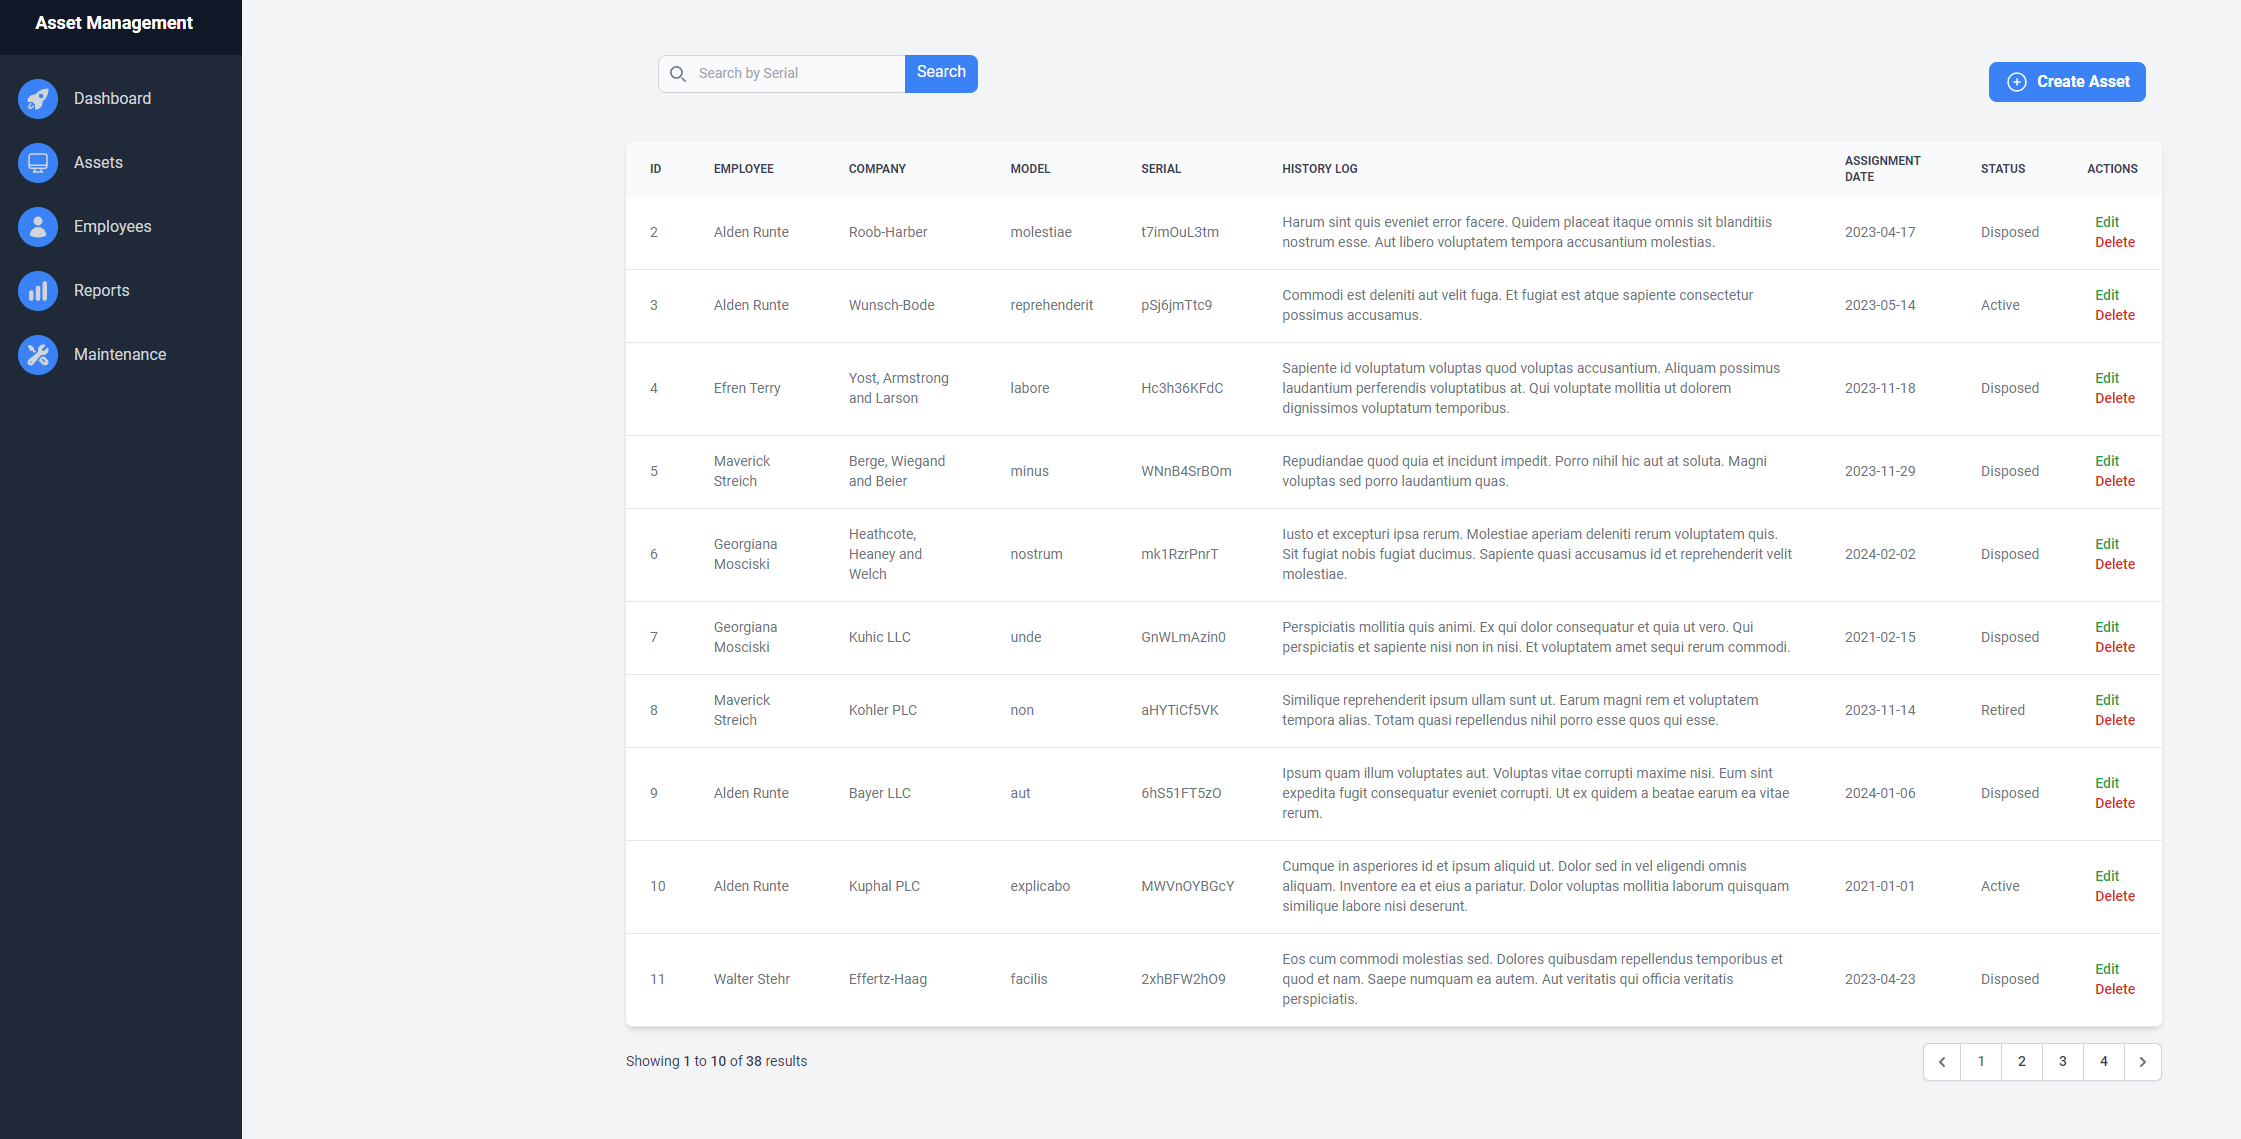 Asset Management
Dashboard
Assets
Employees
Reports
Maintenance
Search by Serial
Search
Create Asset
ID EMPLOYEE COMPANY MODEL SERIAL HISTORY LOG ASSIGNMENT DATE STATUS ACTIONS
2 Alden Runte Roob-Harber molestiae t7imOuL3tm Harum sint quis eveniet error facere. Quidem placeat itaque omnis sit blanditiis
nostrum esse. Aut libero voluptatem tempora accusantium molestias. 2023-04-17 Disposed Edit
Delete
3 Alden Runte Wunsch-Bode reprehenderit pSj6jmTtc9 Commodi est deleniti aut velit fuga. Et fugiat est atque sapiente consectetur
possimus accusamus. 2023-05-14 Active Edit
Delete
4 Efren Terry Yost, Armstrong
and Larson labore Hc3h36KFdC Sapiente id voluptatum voluptas quod voluptas accusantium. Aliquam possimus
laudantium perferendis voluptatibus at. Qui voluptate mollitia ut dolorem
dignissimos voluptatum temporibus. 2023-11-18 Disposed Edit
Delete
5 Maverick
Streich Berge, Wiegand
and Beier minus WNnB4SrBOm Repudiandae quod quia et incidunt impedit. Porro nihil hic aut at soluta. Magni
voluptas sed porro laudantium quas. 2023-11-29 Disposed Edit
Delete
6 Georgiana
Mosciski Heathcote,
Heaney and
Welch nostrum mk1RzrPnrT Iusto et excepturi ipsa rerum. Molestiae aperiam deleniti rerum voluptatem quis.
Sit fugiat nobis fugiat ducimus. Sapiente quasi accusamus id et reprehenderit velit
molestiae. 2024-02-02 Disposed Edit
Delete
7 Georgiana
Mosciski Kuhic LLC unde GnWLmAzin0 Perspiciatis mollitia quis animi. Ex qui dolor consequatur et quia ut vero. Qui
perspiciatis et sapiente nisi non in nisi. Et voluptatem amet sequi rerum commodi. 2021-02-15 Disposed Edit
Delete
8 Maverick
Streich Kohler PLC non aHYTiCf5VK Similique reprehenderit ipsum ullam sunt ut. Earum magni rem et voluptatem
tempora alias. Totam quasi repellendus nihil porro esse quos qui esse. 2023-11-14 Retired Edit
Delete
9 Alden Runte Bayer LLC aut 6hS51FT5zO Ipsum quam illum voluptates aut. Voluptas vitae corrupti maxime nisi. Eum sint
expedita fugit consequatur eveniet corrupti. Ut ex quidem a beatae earum ea vitae
rerum. 2024-01-06 Disposed Edit
Delete
10 Alden Runte Kuphal PLC explicabo MWVnOYBGcY Cumque in asperiores id et ipsum aliquid ut. Dolor sed in vel eligendi omnis
aliquam. Inventore ea et eius a pariatur. Dolor voluptas mollitia laborum quisquam
similique labore nisi deserunt. 2021-01-01 Active Edit
Delete
11 Walter Stehr Effertz-Haag facilis 2xhBFW2hO9 Eos cum commodi molestias sed. Dolores quibusdam repellendus temporibus et
quod et nam. Saepe numquam ea autem. Aut veritatis qui officia veritatis
perspiciatis. 2023-04-23 Disposed Edit
Delete
Showing 1 to 10 of 38 results
1 2 3 4